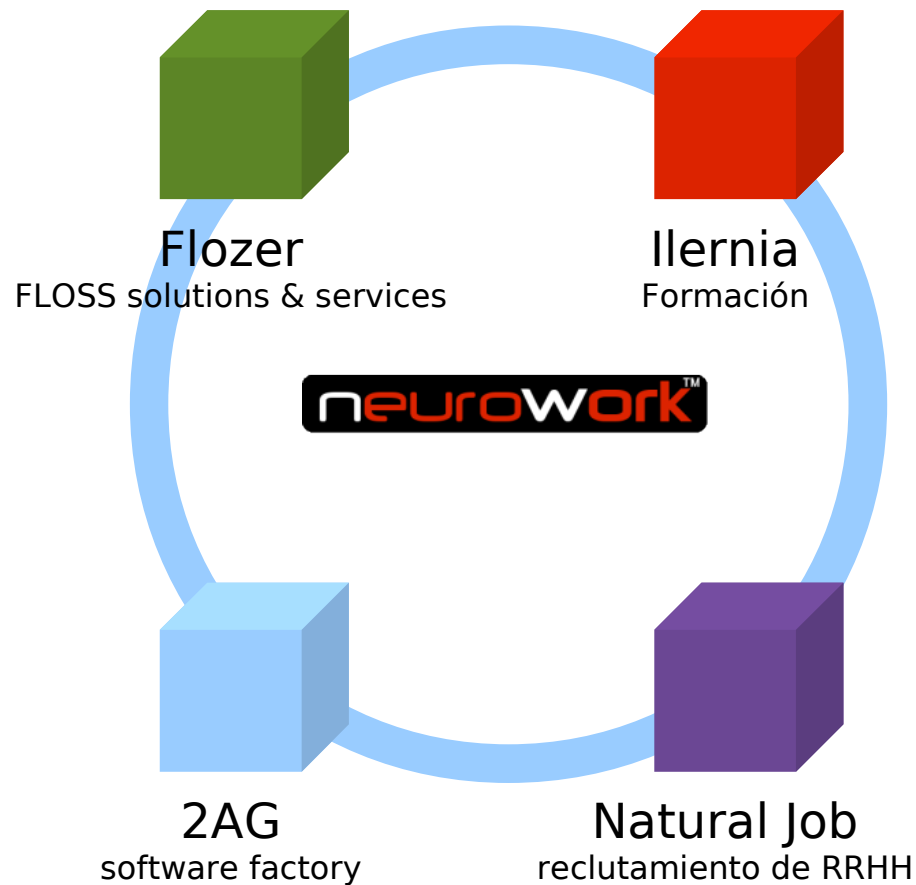 Flozer
FLOSS solutions & services
Ilernia
Formación
neurowork™
2AG
software factory
Natural Job
reclutamiento de RRHH